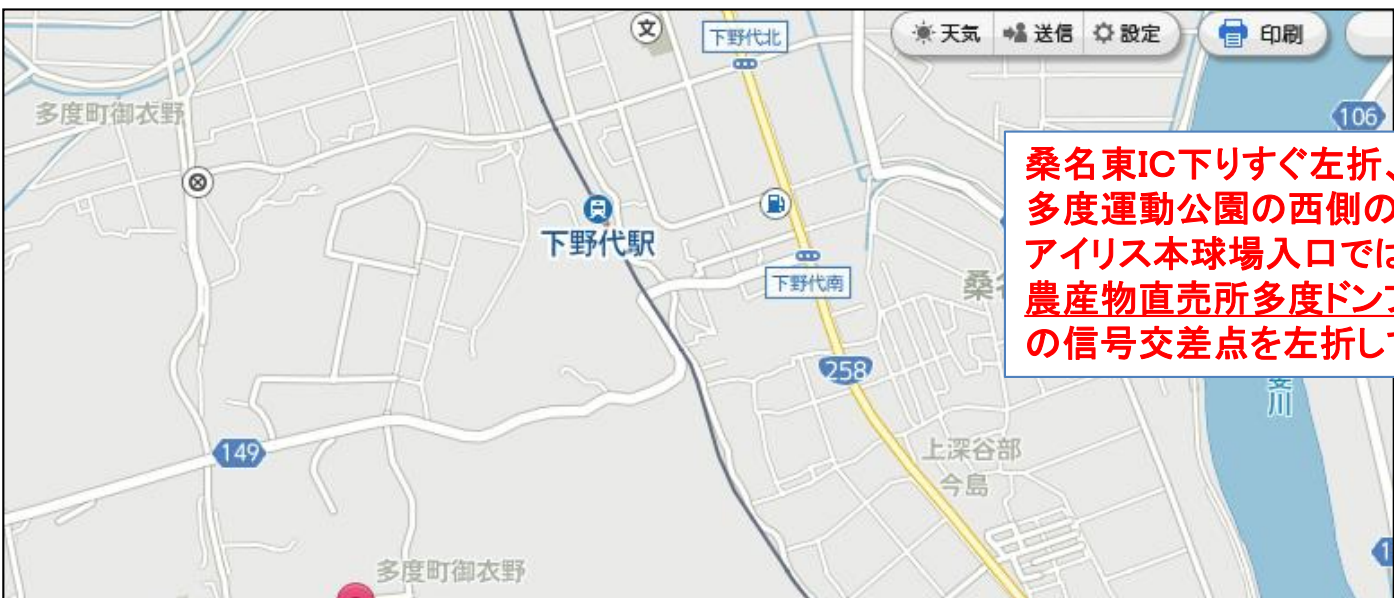 文
下野代北
天気 送信 設定 印刷
多度町御衣野
106
桑名東IC下りすぐ左折、
多度運動公園の西側の
アイリス本球場入口では
農産物直売所多度ドン
の信号交差点を左折して
下野代駅
下野代南
桑名
258
川
149
上深谷部
今島
多度町御衣野
1